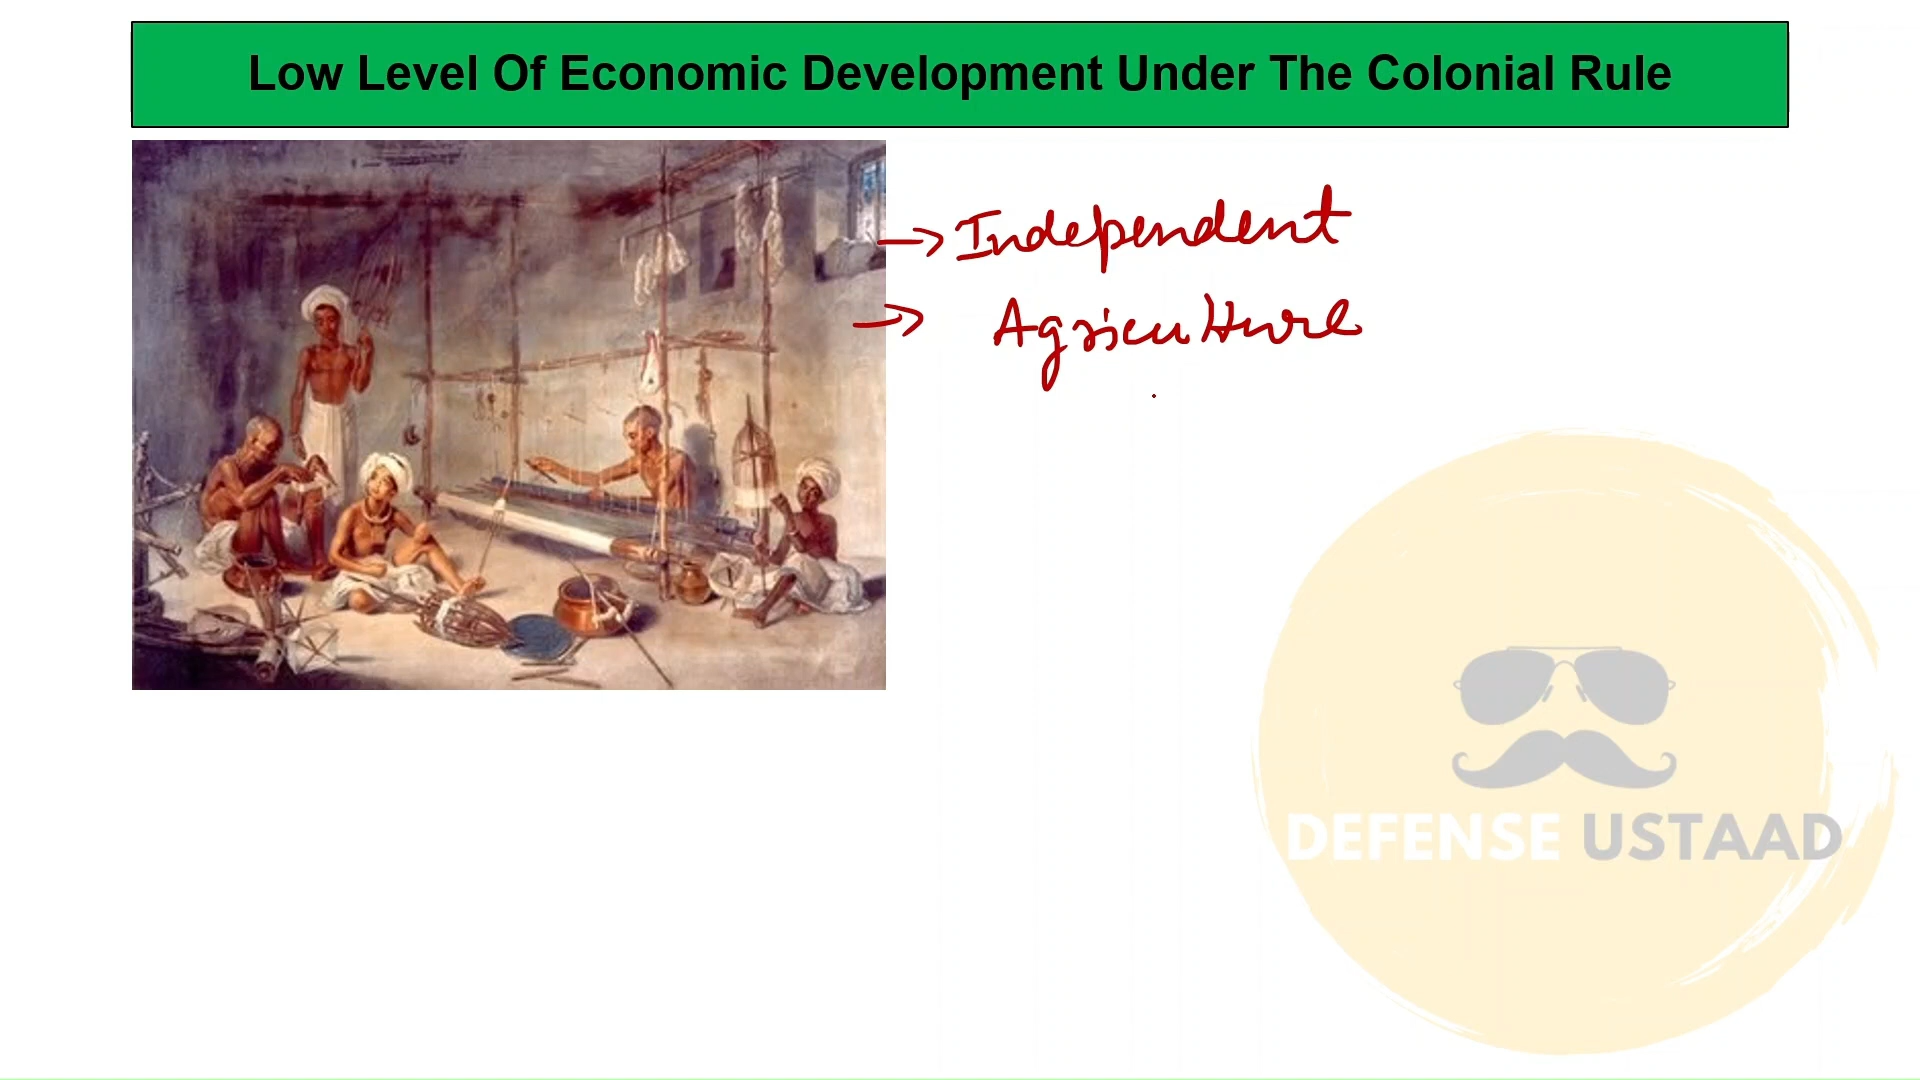 Low Level Of Economic Development Under The Colonial Rule
→ Independent
→ Agriculture
DEFENSE USTAAD